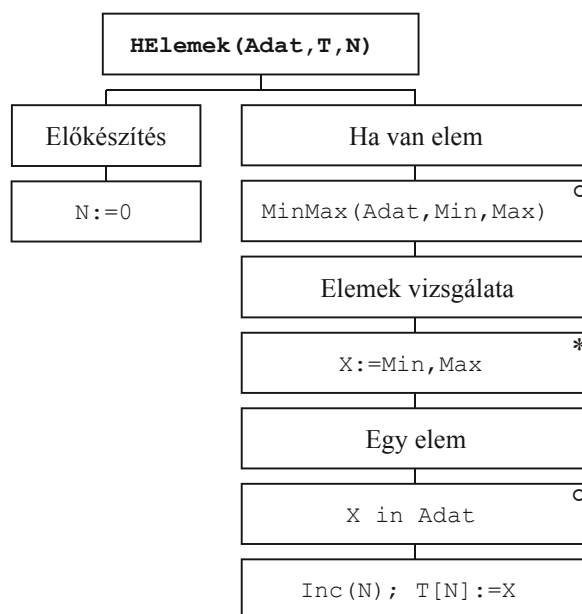 HElemek(Adat,T,N)
Előkészítés
Ha van elem
N:=0
MinMax(Adat,Min,Max)
Elemek vizsgálata
*
X:=Min,Max
Egy elem
X in Adat
Inc(N); T[N]:=X